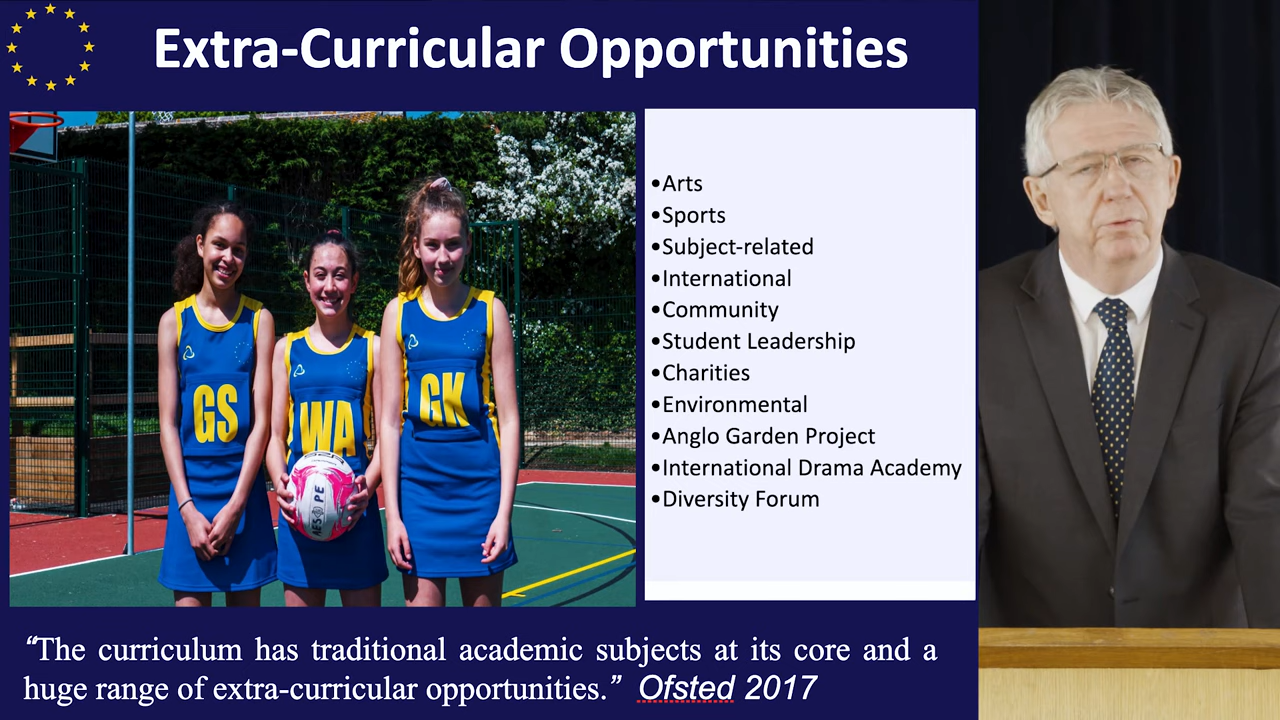 Extra-Curricular Opportunities
•Arts
•Sports
•Subject-related
•International
•Community
•Student Leadership
•Charities
•Environmental
•Anglo Garden Project
•International Drama Academy
•Diversity Forum
GS
WA
GK
AES PE
“The curriculum has traditional academic subjects at its core and a
huge range of extra-curricular opportunities.” Ofsted 2017